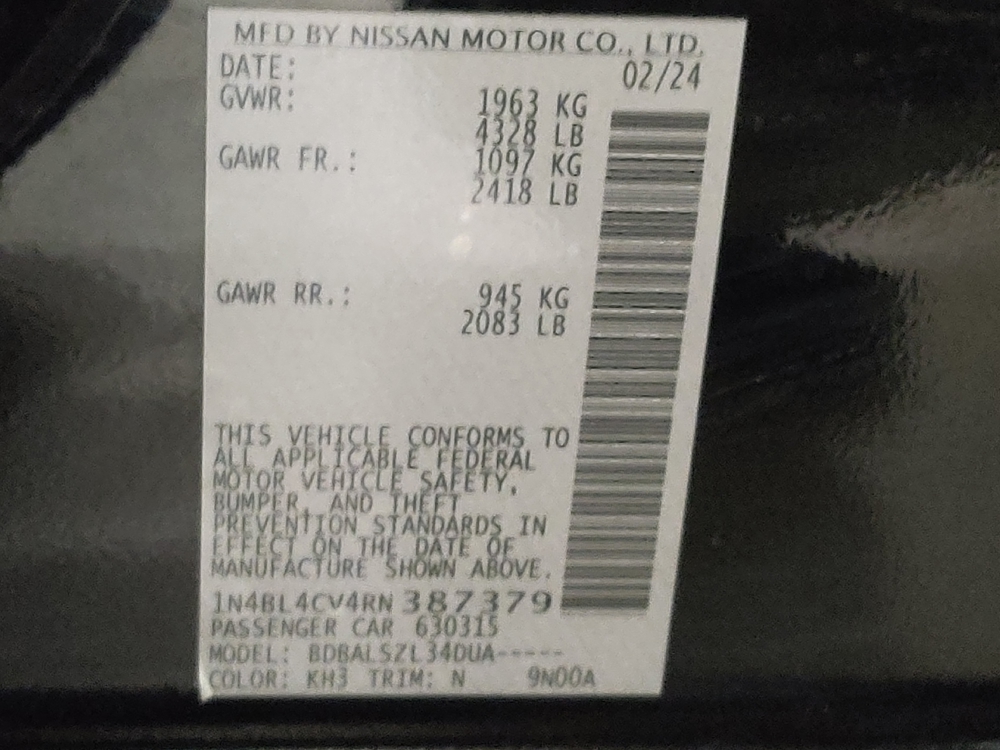 MFD BY NISSAN MOTOR CO., LTD.
DATE: 02/24
GVWR: 1963 KG
4328 LB
GAWR FR.: 1097 KG
2418 LB
GAWR RR.: 945 KG
2083 LB
THIS VEHICLE CONFORMS TO
ALL APPLICABLE FEDERAL
MOTOR VEHICLE SAFETY,
BUMPER, AND THEFT
PREVENTION STANDARDS IN
EFFECT ON THE DATE OF
MANUFACTURE SHOWN ABOVE.
1N4BL4CV4RN387379
PASSENGER CAR 630315
MODEL: BDBALSZL34DUA-----
COLOR: KH3 TRIM: N 9N00A